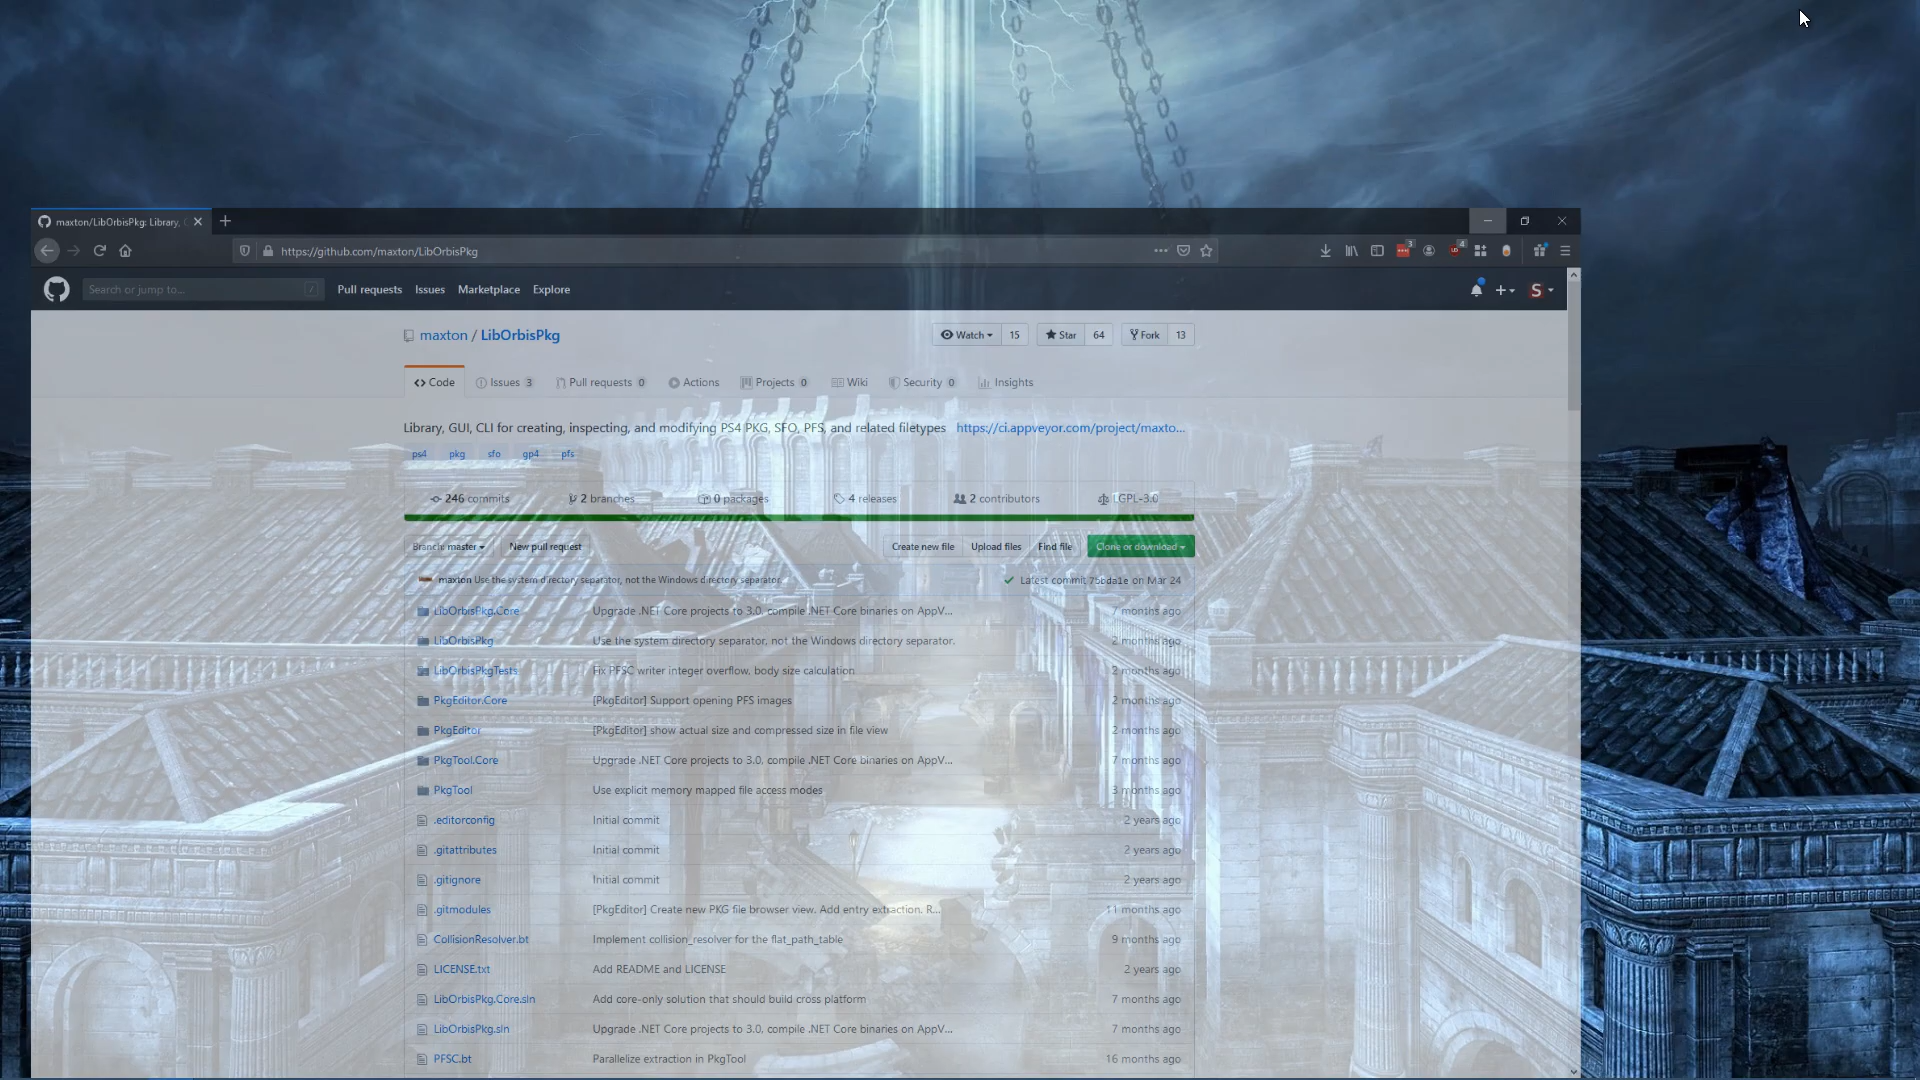 maxton/LibOrbisPkg: Library,
https://github.com/maxton/LibOrbisPkg
3
4
Search or jump to...
/
Pull requests Issues Marketplace Explore
S
maxton / LibOrbisPkg
Watch 15 Star 64 Fork 13
Code Issues 3 Pull requests 0 Actions Projects 0 Wiki Security 0 Insights
Library, GUI, CLI for creating, inspecting, and modifying PS4 PKG, SFO, PFS, and related filetypes https://ci.appveyor.com/project/maxto...
ps4 pkg sfo gp4 pfs
246 commits 2 branches 0 packages 4 releases 2 contributors LGPL-3.0
Branch: master New pull request Create new file Upload files Find file Clone or download
maxton Use the system directory separator, not the Windows directory separator. Latest commit 75bda1e on Mar 24
LibOrbisPkg.Core Upgrade .NET Core projects to 3.0, compile .NET Core binaries on AppV... 7 months ago
LibOrbisPkg Use the system directory separator, not the Windows directory separator. 2 months ago
LibOrbisPkgTests Fix PFSC writer integer overflow, body size calculation 2 months ago
PkgEditor.Core [PkgEditor] Support opening PFS images 2 months ago
PkgEditor [PkgEditor] show actual size and compressed size in file view 2 months ago
PkgTool.Core Upgrade .NET Core projects to 3.0, compile .NET Core binaries on AppV... 7 months ago
PkgTool Use explicit memory mapped file access modes 3 months ago
.editorconfig Initial commit 2 years ago
.gitattributes Initial commit 2 years ago
.gitignore Initial commit 2 years ago
.gitmodules [PkgEditor] Create new PKG file browser view. Add entry extraction. R... 11 months ago
CollisionResolver.bt Implement collision_resolver for the flat_path_table 9 months ago
LICENSE.txt Add README and LICENSE 2 years ago
LibOrbisPkg.Core.sln Add core-only solution that should build cross platform 7 months ago
LibOrbisPkg.sln Upgrade .NET Core projects to 3.0, compile .NET Core binaries on AppV... 7 months ago
PFSC.bt Parallelize extraction in PkgTool 16 months ago